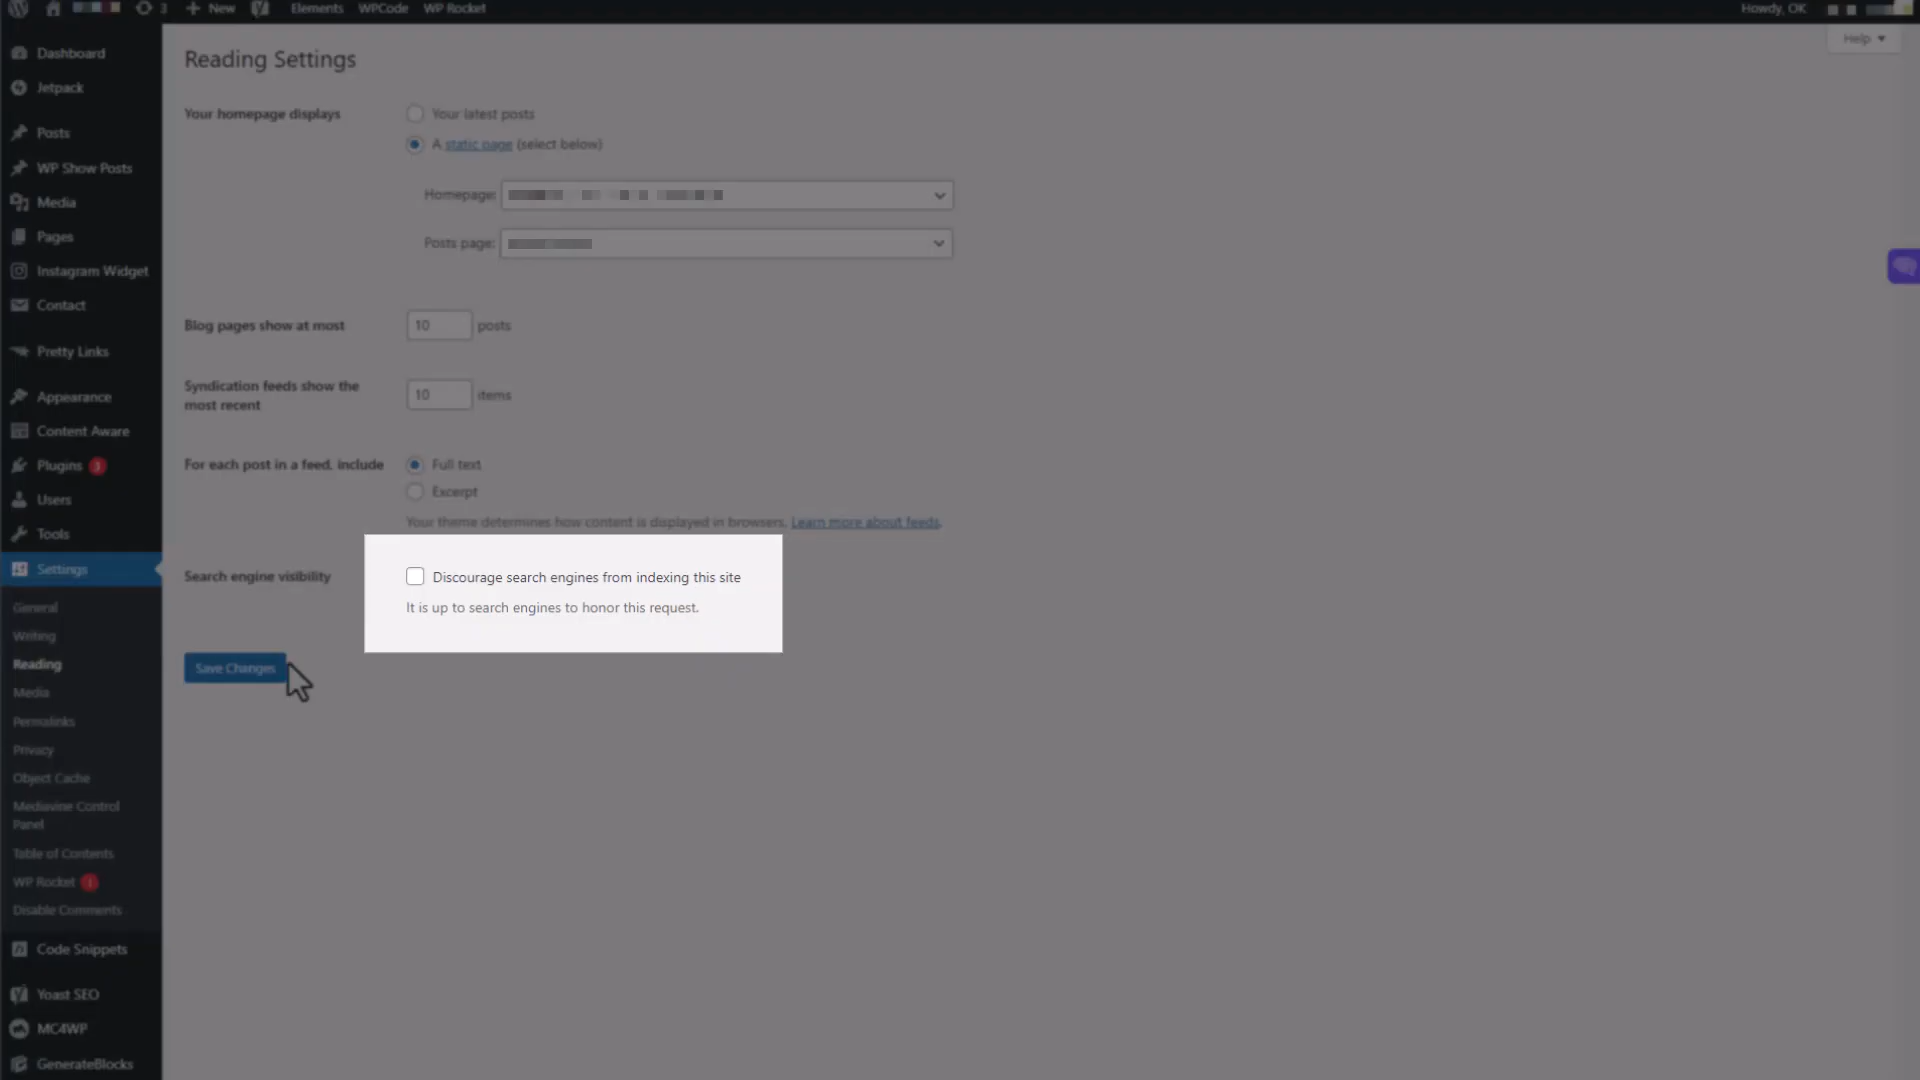 3
New
Elements
WPCode
WP Rocket
Howdy, OK
Help
Dashboard
Jetpack
Posts
WP Show Posts
Media
Pages
Instagram Widget
Contact
Pretty Links
Appearance
Content Aware
Plugins 3
Users
Tools
Settings
General
Writing
Reading
Media
Permalinks
Privacy
Object Cache
Mediavine Control
Panel
Table of Contents
WP Rocket 1
Disable Comments
Code Snippets
Yoast SEO
MC4WP
GenerateBlocks
Reading Settings
Your homepage displays
Your latest posts
A static page (select below)
Homepage:
Posts page:
Blog pages show at most
10 posts
Syndication feeds show the
most recent
10 items
For each post in a feed, include
Full text
Excerpt
Your theme determines how content is displayed in browsers. Learn more about feeds.
Search engine visibility
Discourage search engines from indexing this site
It is up to search engines to honor this request.
Save Changes